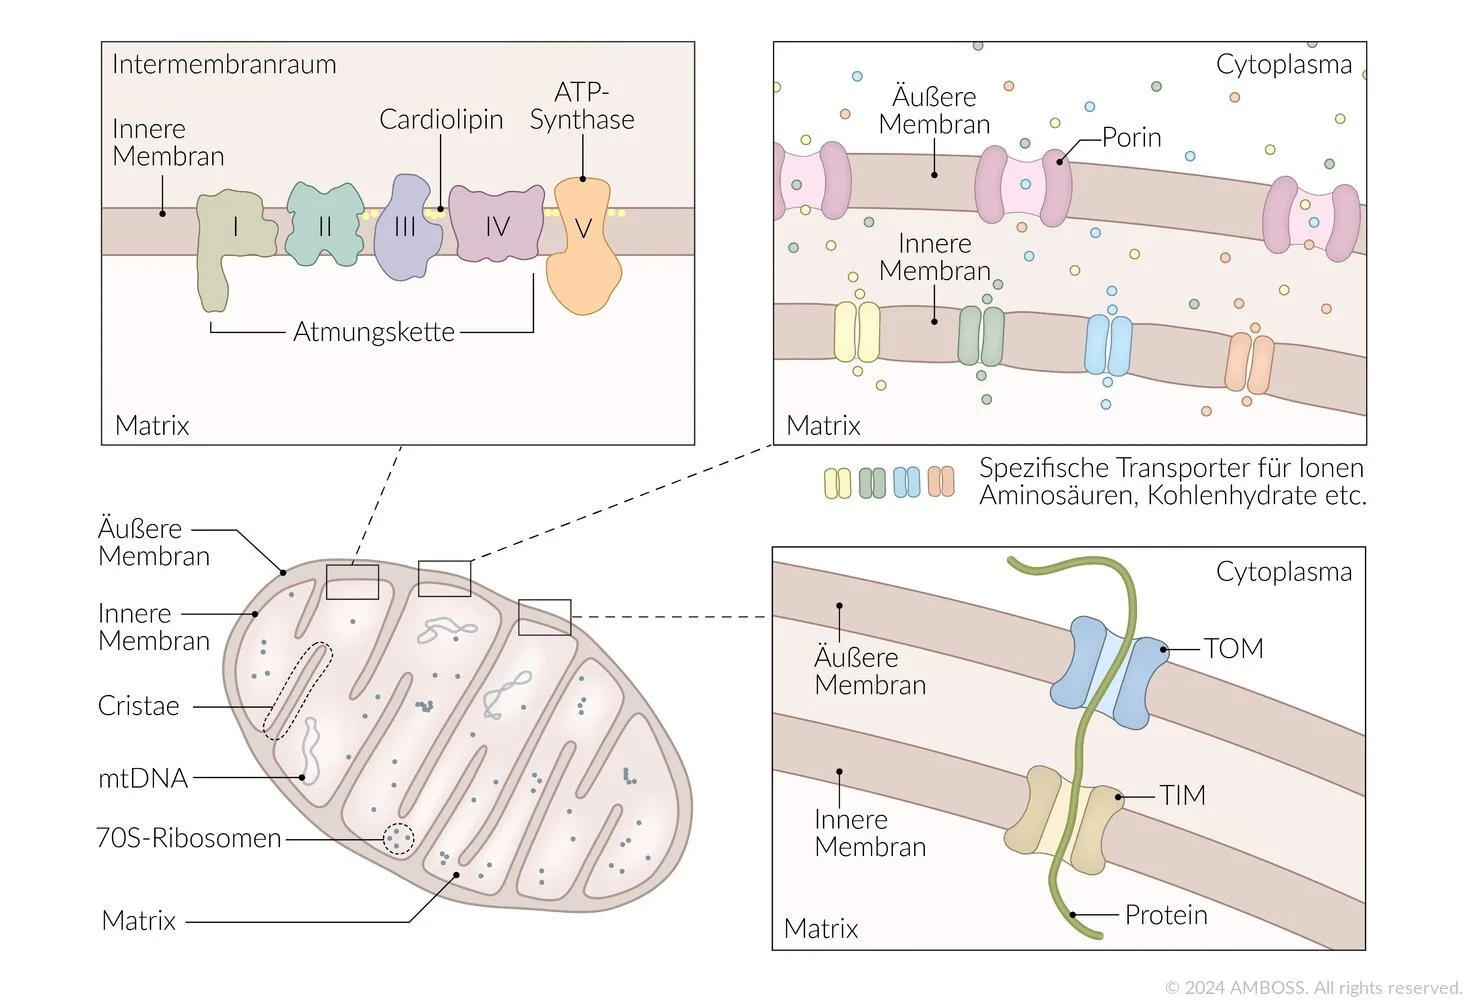 Intermembranraum
Innere
Membran
Cardiolipin
ATP-
Synthase
I
II
III
IV
V
Atmungskette
Matrix
Cytoplasma
Äußere
Membran
Porin
Innere
Membran
Matrix
Spezifische Transporter für Ionen
Aminosäuren, Kohlenhydrate etc.
Äußere
Membran
Innere
Membran
Cristae
mtDNA
70S-Ribosomen
Matrix
Cytoplasma
TOM
Äußere
Membran
TIM
Innere
Membran
Protein
Matrix
© 2024 AMBOSS. All rights reserved.